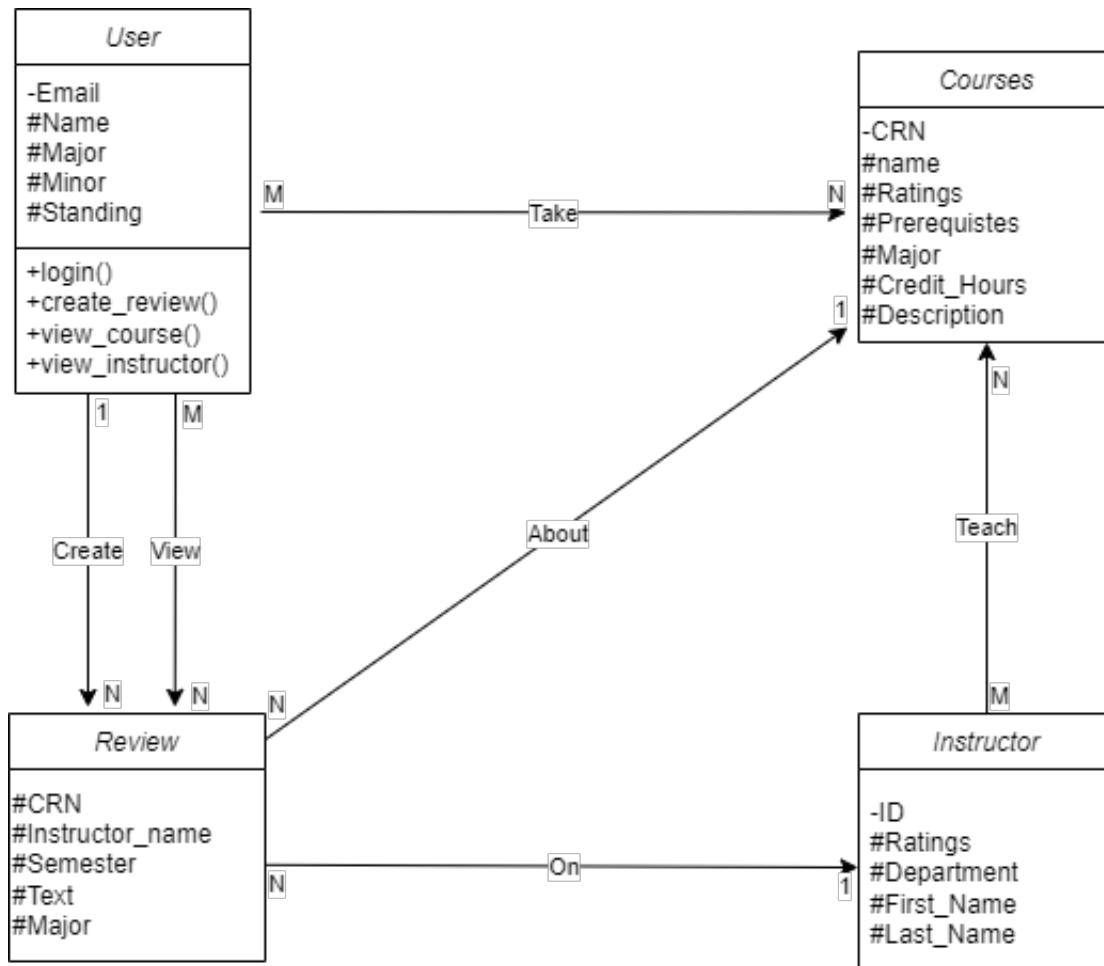 User
-Email
#Name
#Major
#Minor
#Standing
+login()
+create_review()
+view_course()
+view_instructor()
Courses
-CRN
#name
#Ratings
#Prerequistes
#Major
#Credit_Hours
#Description
M
Take
N
1
M
Create
View
N
N
1
About
N
N
Teach
M
Review
#CRN
#Instructor_name
#Semester
#Text
#Major
N
On
1
Instructor
-ID
#Ratings
#Department
#First_Name
#Last_Name